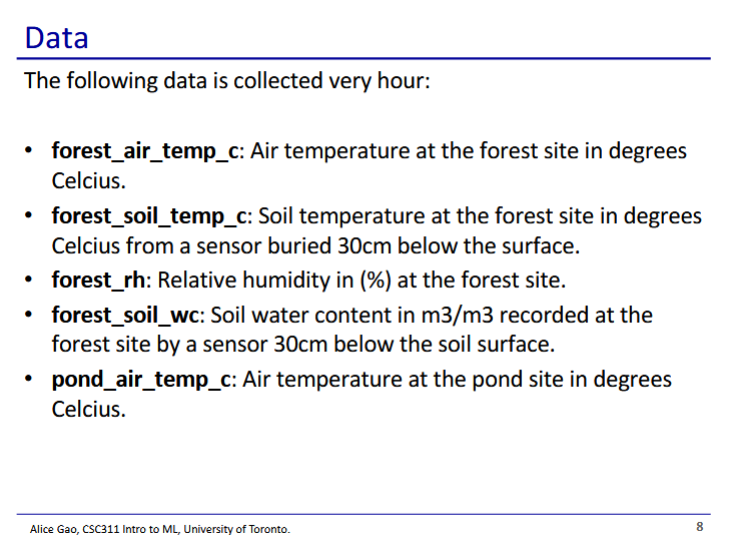 Data
The following data is collected very hour:
• forest_air_temp_c: Air temperature at the forest site in degrees
Celcius.
• forest_soil_temp_c: Soil temperature at the forest site in degrees
Celcius from a sensor buried 30cm below the surface.
• forest_rh: Relative humidity in (%) at the forest site.
• forest_soil_wc: Soil water content in m3/m3 recorded at the
forest site by a sensor 30cm below the soil surface.
• pond_air_temp_c: Air temperature at the pond site in degrees
Celcius.
Alice Gao, CSC311 Intro to ML, University of Toronto.
8